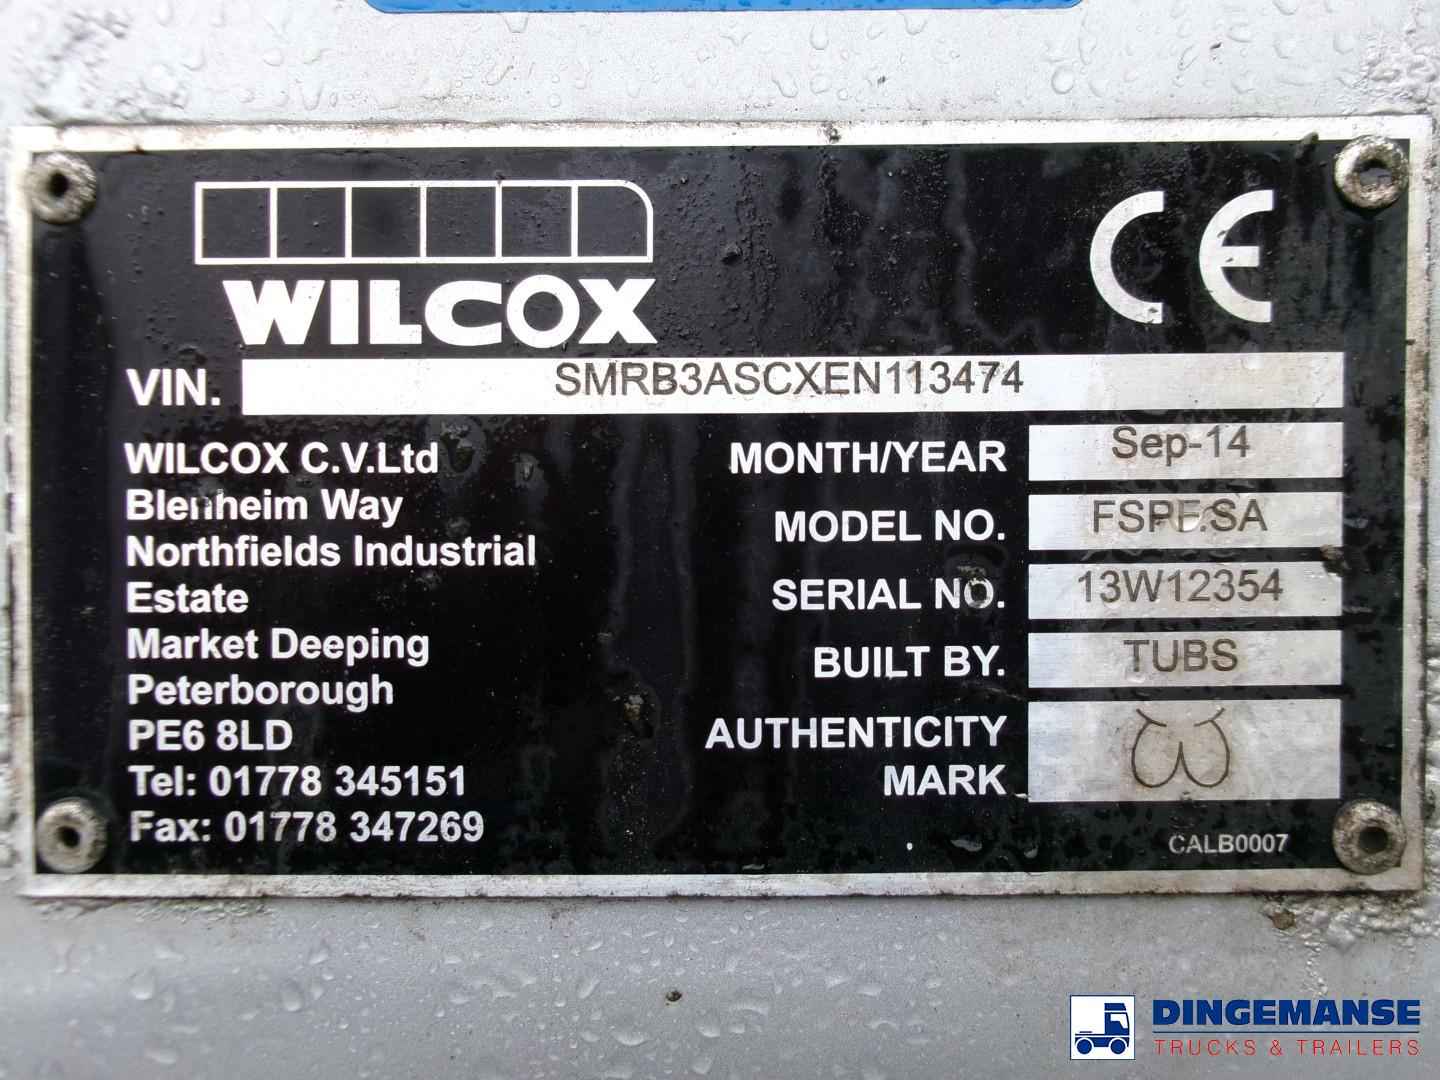 WILCOX
CE
VIN. SMRB3ASCXEN113474
WILCOX C.V.Ltd
Blenheim Way
Northfields Industrial
Estate
Market Deeping
Peterborough
PE6 8LD
Tel: 01778 345151
Fax: 01778 347269
MONTH/YEAR Sep-14
MODEL NO.
SERIAL NO. 13W12354
BUILT BY. TUBS
AUTHENTICITY
MARK
CALB0007
DINGEMANSE
TRUCKS & TRAILERS